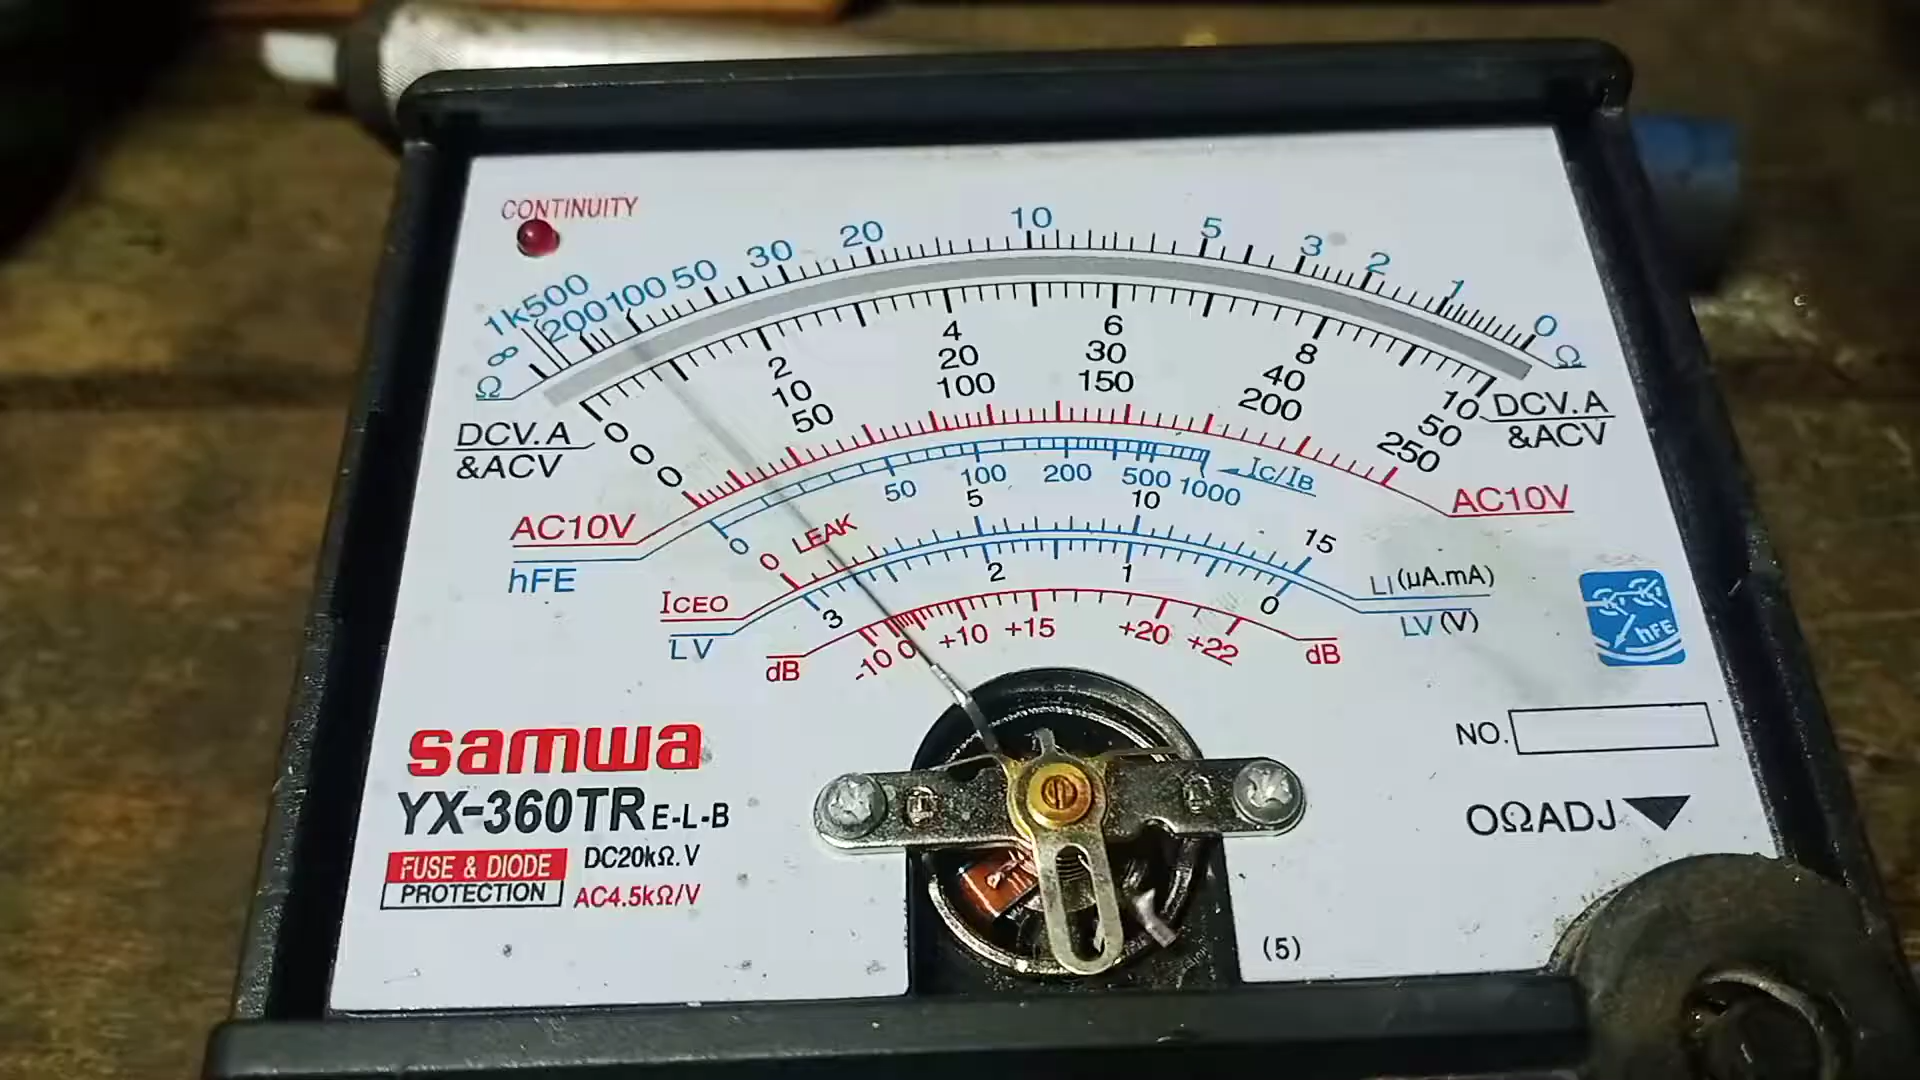 CONTINUITY
∞ 1k 500 200 100 50 30 20 10 5 3 2 1 0
Ω Ω
0 2 4 6 8 10
0 10 20 30 40 50
0 50 100 150 200 250
DCV.A
&ACV
DCV.A
&ACV
AC10V AC10V
hFE
0 50 100 200 500 1000 IC/IB
0 LEAK 5 10 15
ICEO LI(μA.mA)
LV 3 2 1 0 LV(V)
dB -10 0 +10 +15 +20 +22 dB
hFE
samwa
YX-360TR E-L-B
FUSE & DIODE
PROTECTION
DC20kΩ.V
AC4.5kΩ/V
NO.
0ΩADJ
(5)